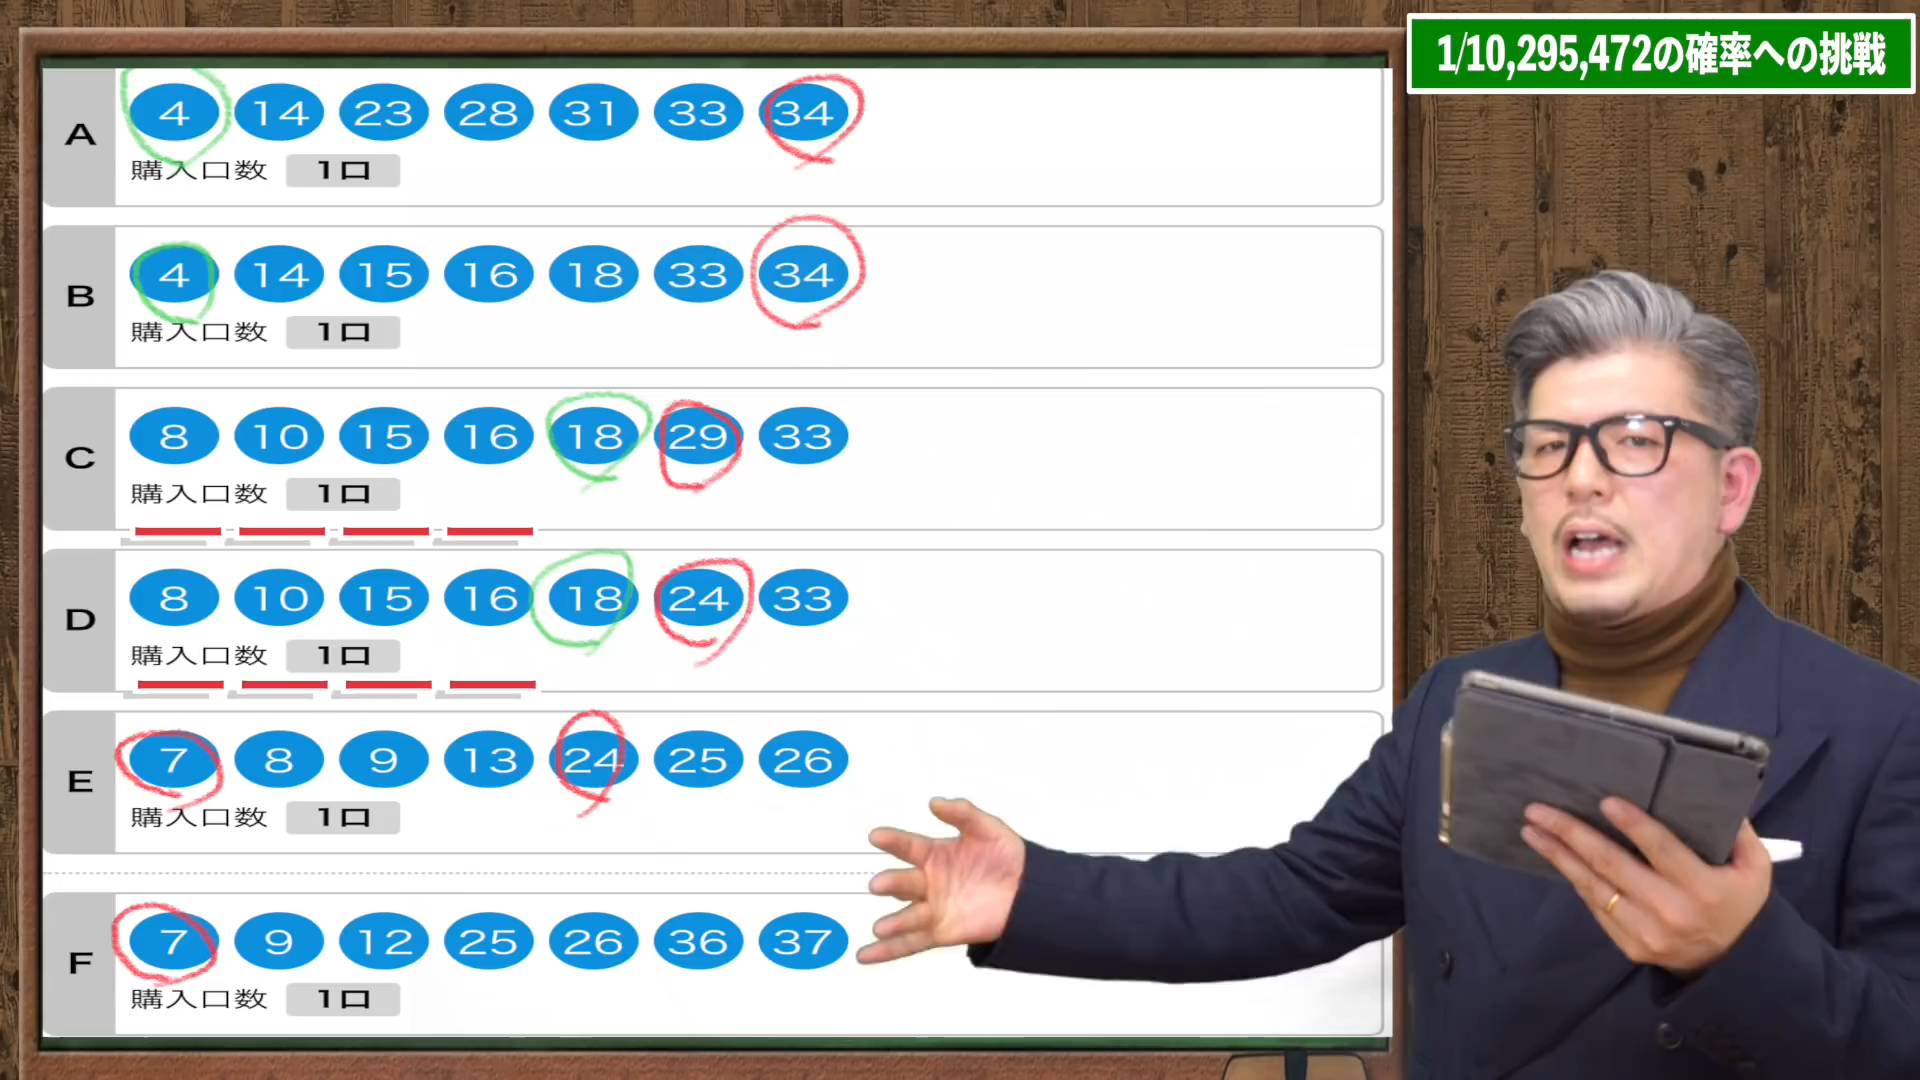 1/10,295,472の確率への挑戦
A
4 14 23 28 31 33 34
購入口数 1口
B
4 14 15 16 18 33 34
購入口数 1口
C
8 10 15 16 18 29 33
購入口数 1口
D
8 10 15 16 18 24 33
購入口数 1口
E
7 8 9 13 24 25 26
購入口数 1口
F
7 9 12 25 26 36 37
購入口数 1口